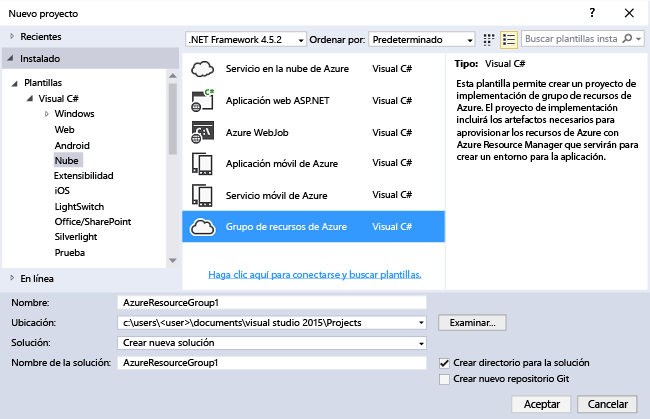 Nuevo proyecto ? ×
Recientes
Instalado
Plantillas
Visual C#
Windows
Web
Android
Nube
Extensibilidad
iOS
LightSwitch
Office/SharePoint
Silverlight
Prueba
En línea
.NET Framework 4.5.2 Ordenar por: Predeterminado
Buscar plantillas insta
Servicio en la nube de Azure Visual C#
Aplicación web ASP.NET Visual C#
Azure WebJob Visual C#
Aplicación móvil de Azure Visual C#
Servicio móvil de Azure Visual C#
Grupo de recursos de Azure Visual C#
Haga clic aquí para conectarse y buscar plantillas.
Tipo: Visual C#
Esta plantilla permite crear un proyecto de
implementación de grupo de recursos de
Azure. El proyecto de implementación
incluirá los artefactos necesarios para
aprovisionar los recursos de Azure con
Azure Resource Manager que servirán para
crear un entorno para la aplicación.
Nombre: AzureResourceGroup1
Ubicación: c:\users\<user>\documents\visual studio 2015\Projects Examinar...
Solución: Crear nueva solución
Nombre de la solución: AzureResourceGroup1
Crear directorio para la solución
Crear nuevo repositorio Git
Aceptar Cancelar